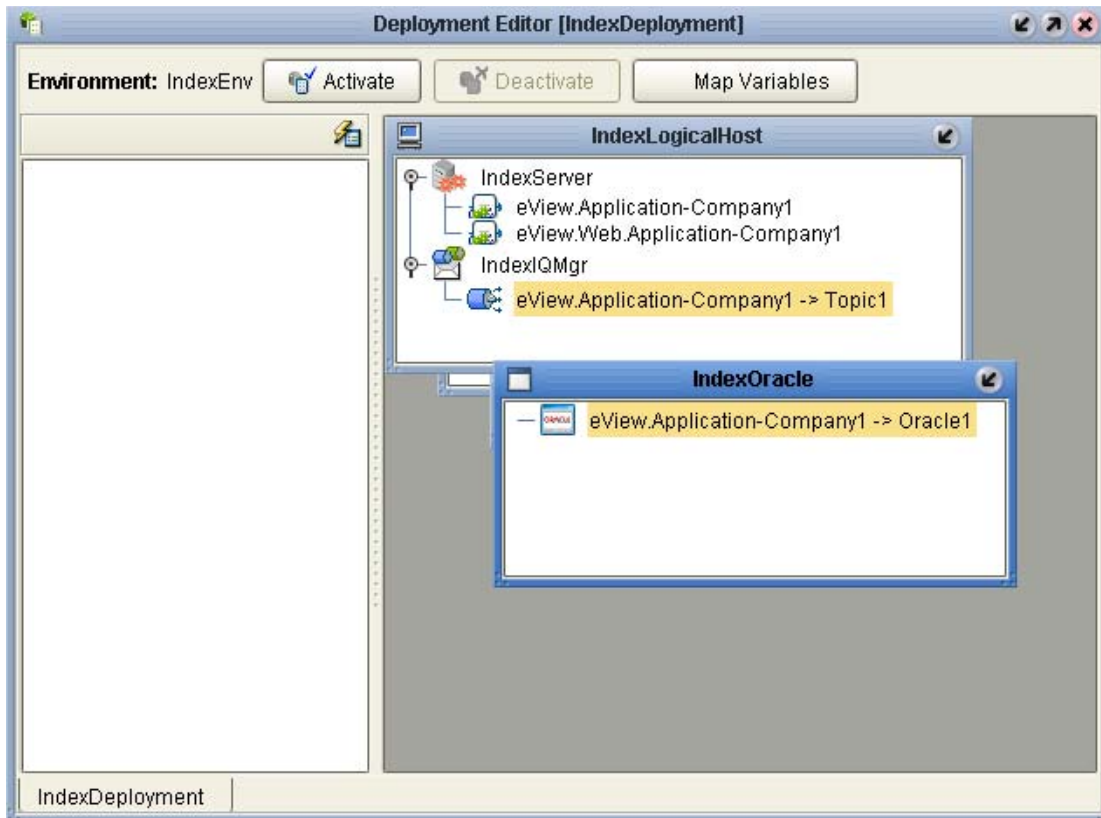 Deployment Editor [IndexDeployment]
Environment: IndexEnv Activate Deactivate Map Variables
IndexLogicalHost
IndexServer
eView.Application-Company1
eView.Web.Application-Company1
IndexIQMgr
eView.Application-Company1 -> Topic1
IndexOracle
ORACLE eView.Application-Company1 -> Oracle1
IndexDeployment